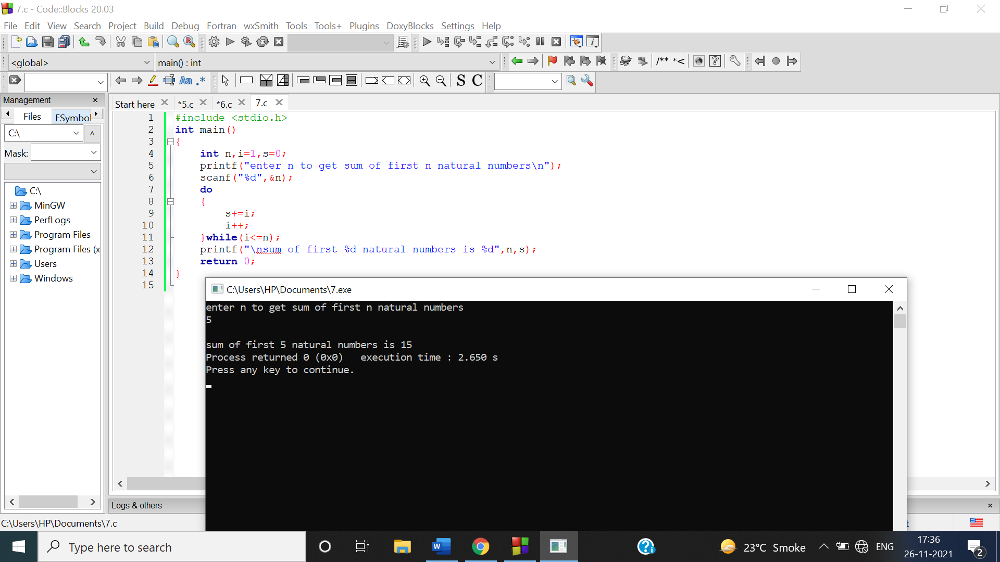 7.c - Code::Blocks 20.03
File Edit View Search Project Build Debug Fortran wxSmith Tools Tools+ Plugins DoxyBlocks Settings Help
<global> main() : int
/** *<
Aa .* S C
Management
Start here *5.c *6.c 7.c
Files FSymbol
C:\
Mask:
C:\
MinGW
PerfLogs
Program Files
Program Files (x
Users
Windows
1 #include <stdio.h>
2 int main()
3 {
4 int n,i=1,s=0;
5 printf("enter n to get sum of first n natural numbers\n");
6 scanf("%d",&n);
7 do
8 {
9 s+=i;
10 i++;
11 }while(i<=n);
12 printf("\nsum of first %d natural numbers is %d",n,s);
13 return 0;
14 }
15
C:\Users\HP\Documents\7.exe
enter n to get sum of first n natural numbers
5
sum of first 5 natural numbers is 15
Process returned 0 (0x0) execution time : 2.650 s
Press any key to continue.
Logs & others
C:\Users\HP\Documents\7.c
Type here to search
23°C Smoke
ENG
17:36
26-11-2021
2